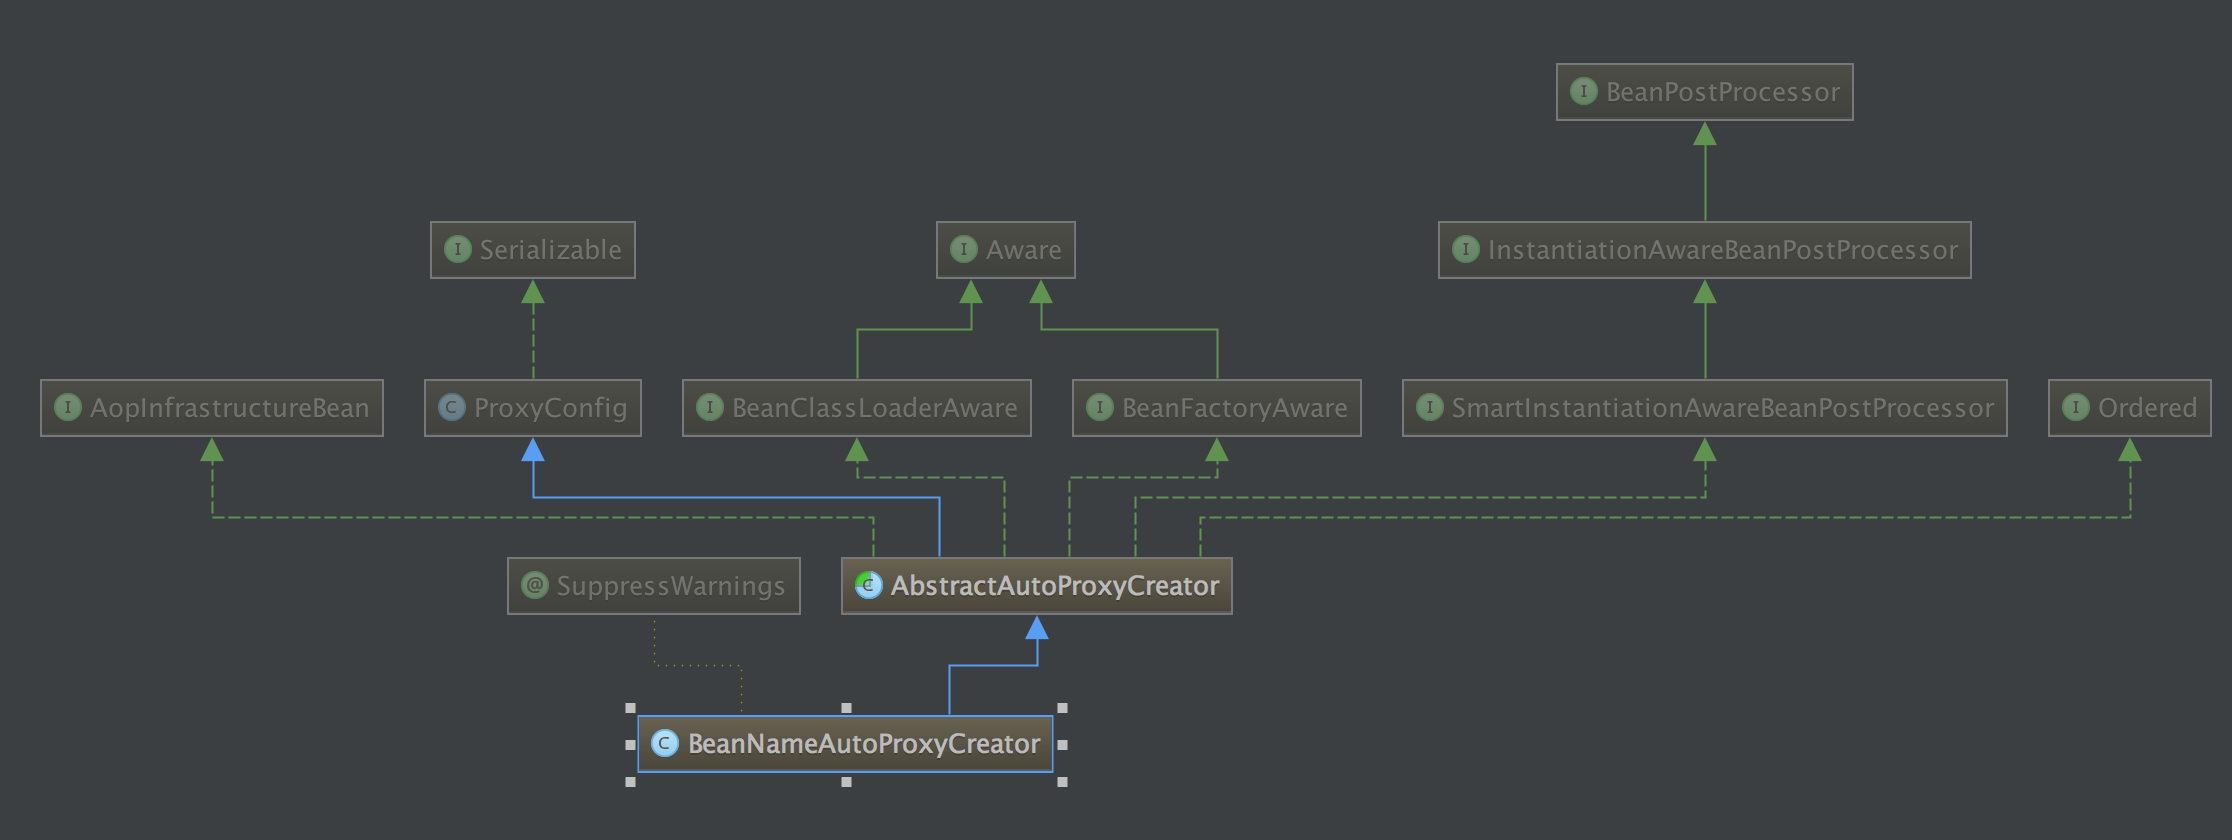 I BeanPostProcessor
I Serializable
I Aware
I InstantiationAwareBeanPostProcessor
I AopInfrastructureBean
C ProxyConfig
I BeanClassLoaderAware
I BeanFactoryAware
I SmartInstantiationAwareBeanPostProcessor
I Ordered
@ SuppressWarnings
C AbstractAutoProxyCreator
C BeanNameAutoProxyCreator